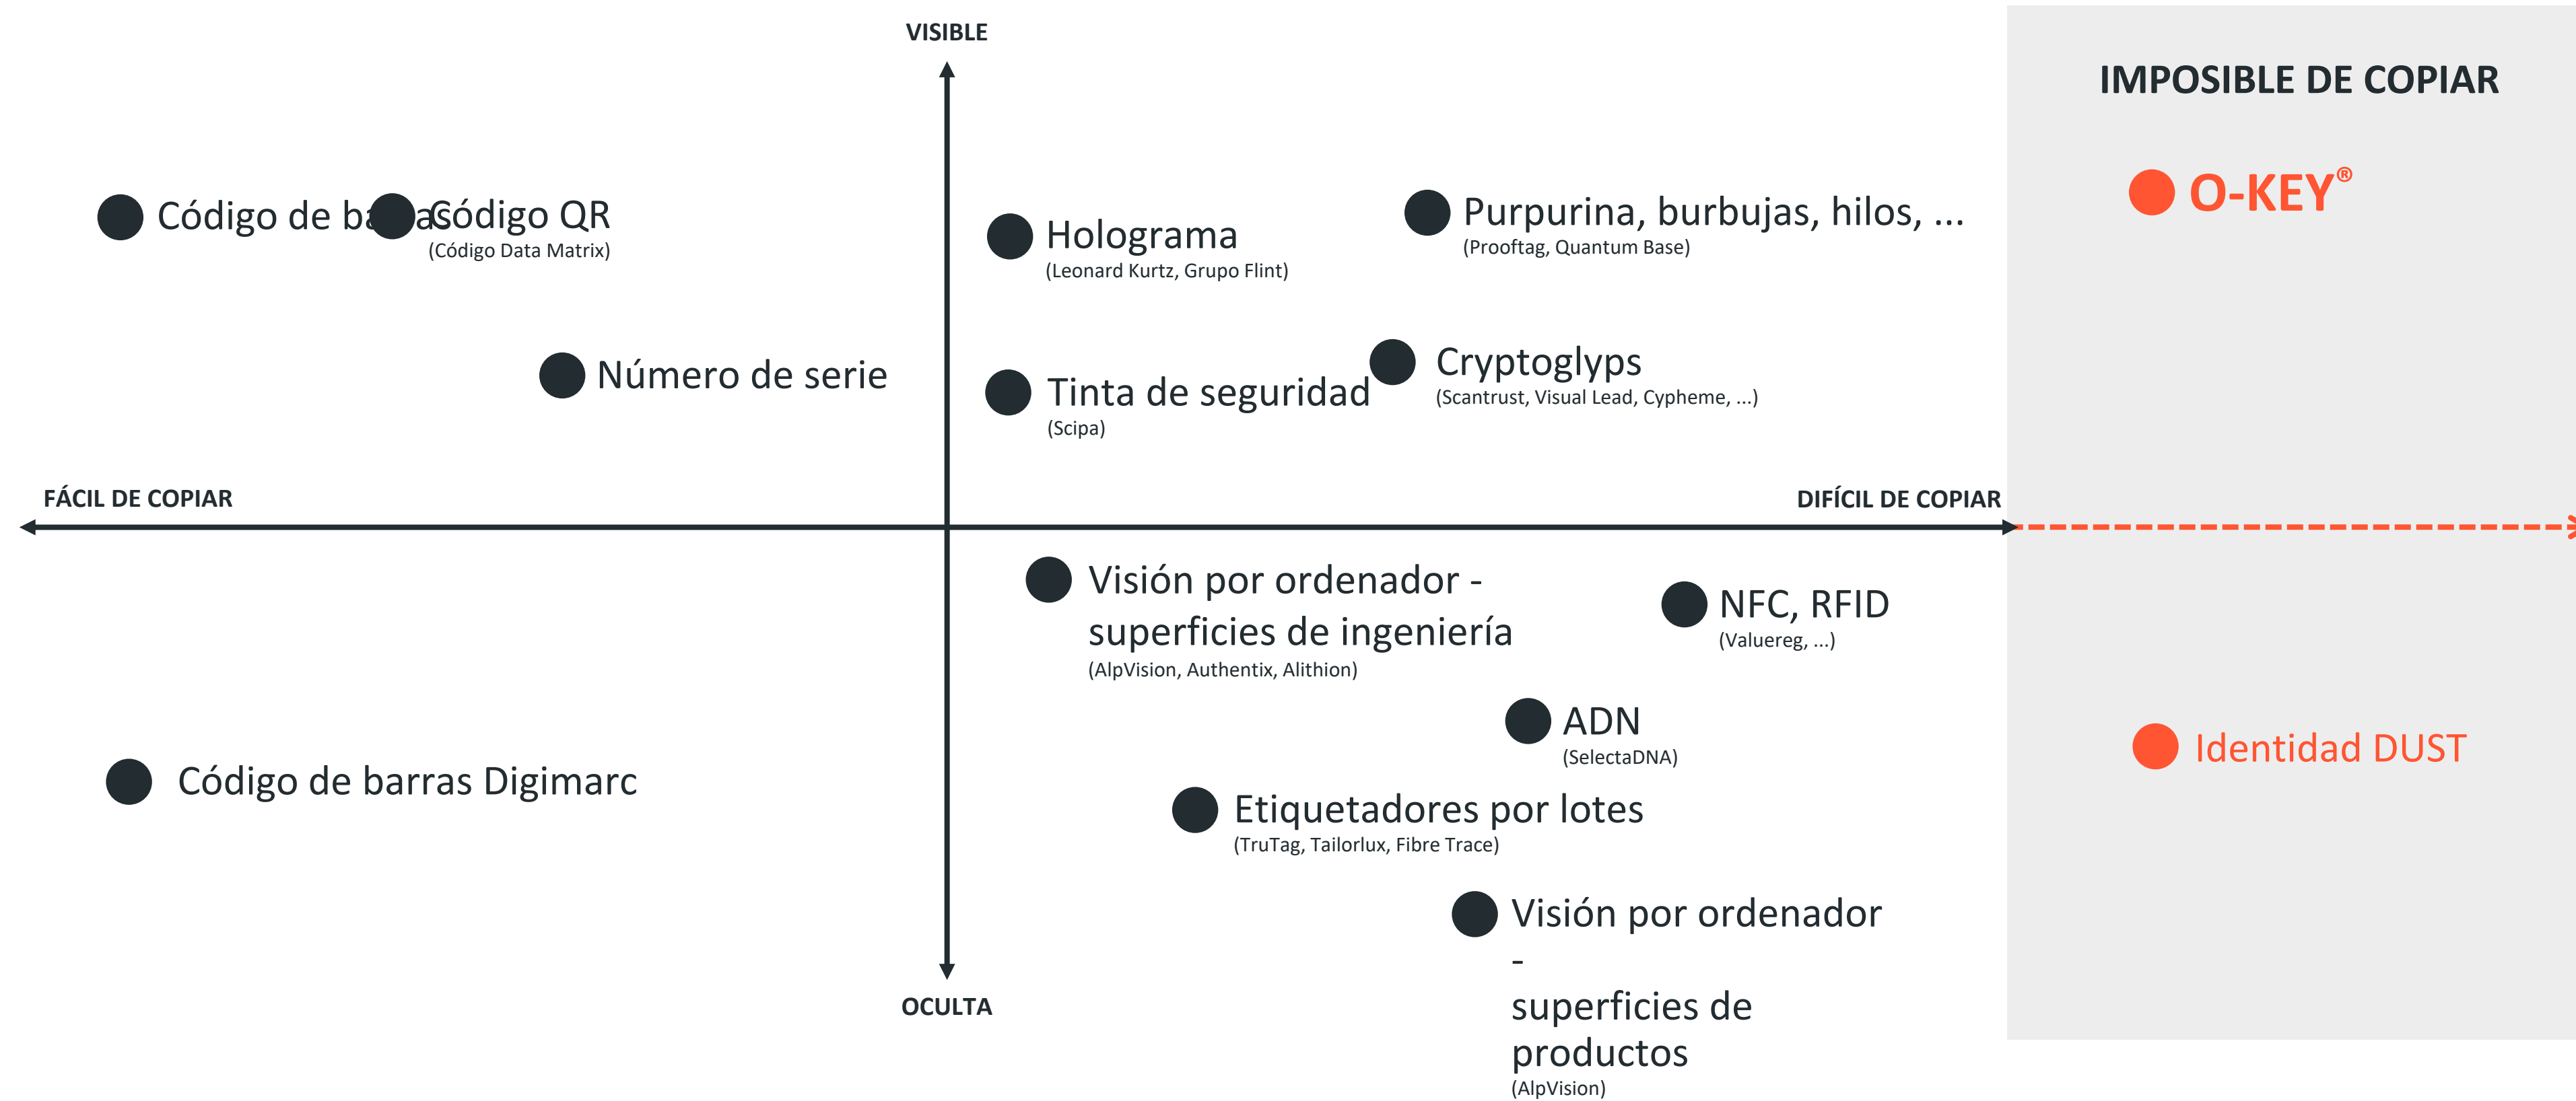 VISIBLE
IMPOSIBLE DE COPIAR
Código de barras
Código QR
(Código Data Matrix)
Holograma
(Leonard Kurtz, Grupo Flint)
Purpurina, burbujas, hilos, ...
(Prooftag, Quantum Base)
O-KEY®
Número de serie
Tinta de seguridad
(Scipa)
Cryptoglyps
(Scantrust, Visual Lead, Cypheme, ...)
FÁCIL DE COPIAR
DIFÍCIL DE COPIAR
Visión por ordenador -
superficies de ingeniería
(AlpVision, Authentix, Alithion)
NFC, RFID
(Valuereg, ...)
ADN
(SelectaDNA)
Identidad DUST
Código de barras Digimarc
Etiquetadores por lotes
(TruTag, Tailorlux, Fibre Trace)
Visión por ordenador
-
superficies de
productos
(AlpVision)
OCULTA